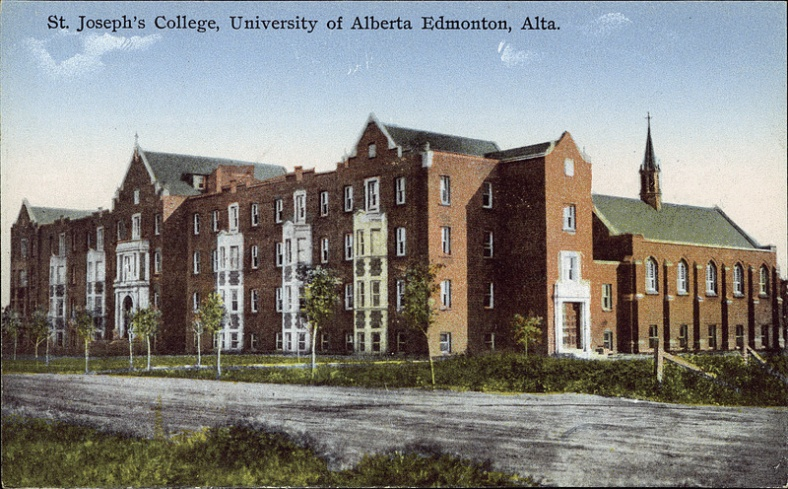 St. Joseph's College, University of Alberta Edmonton, Alta.